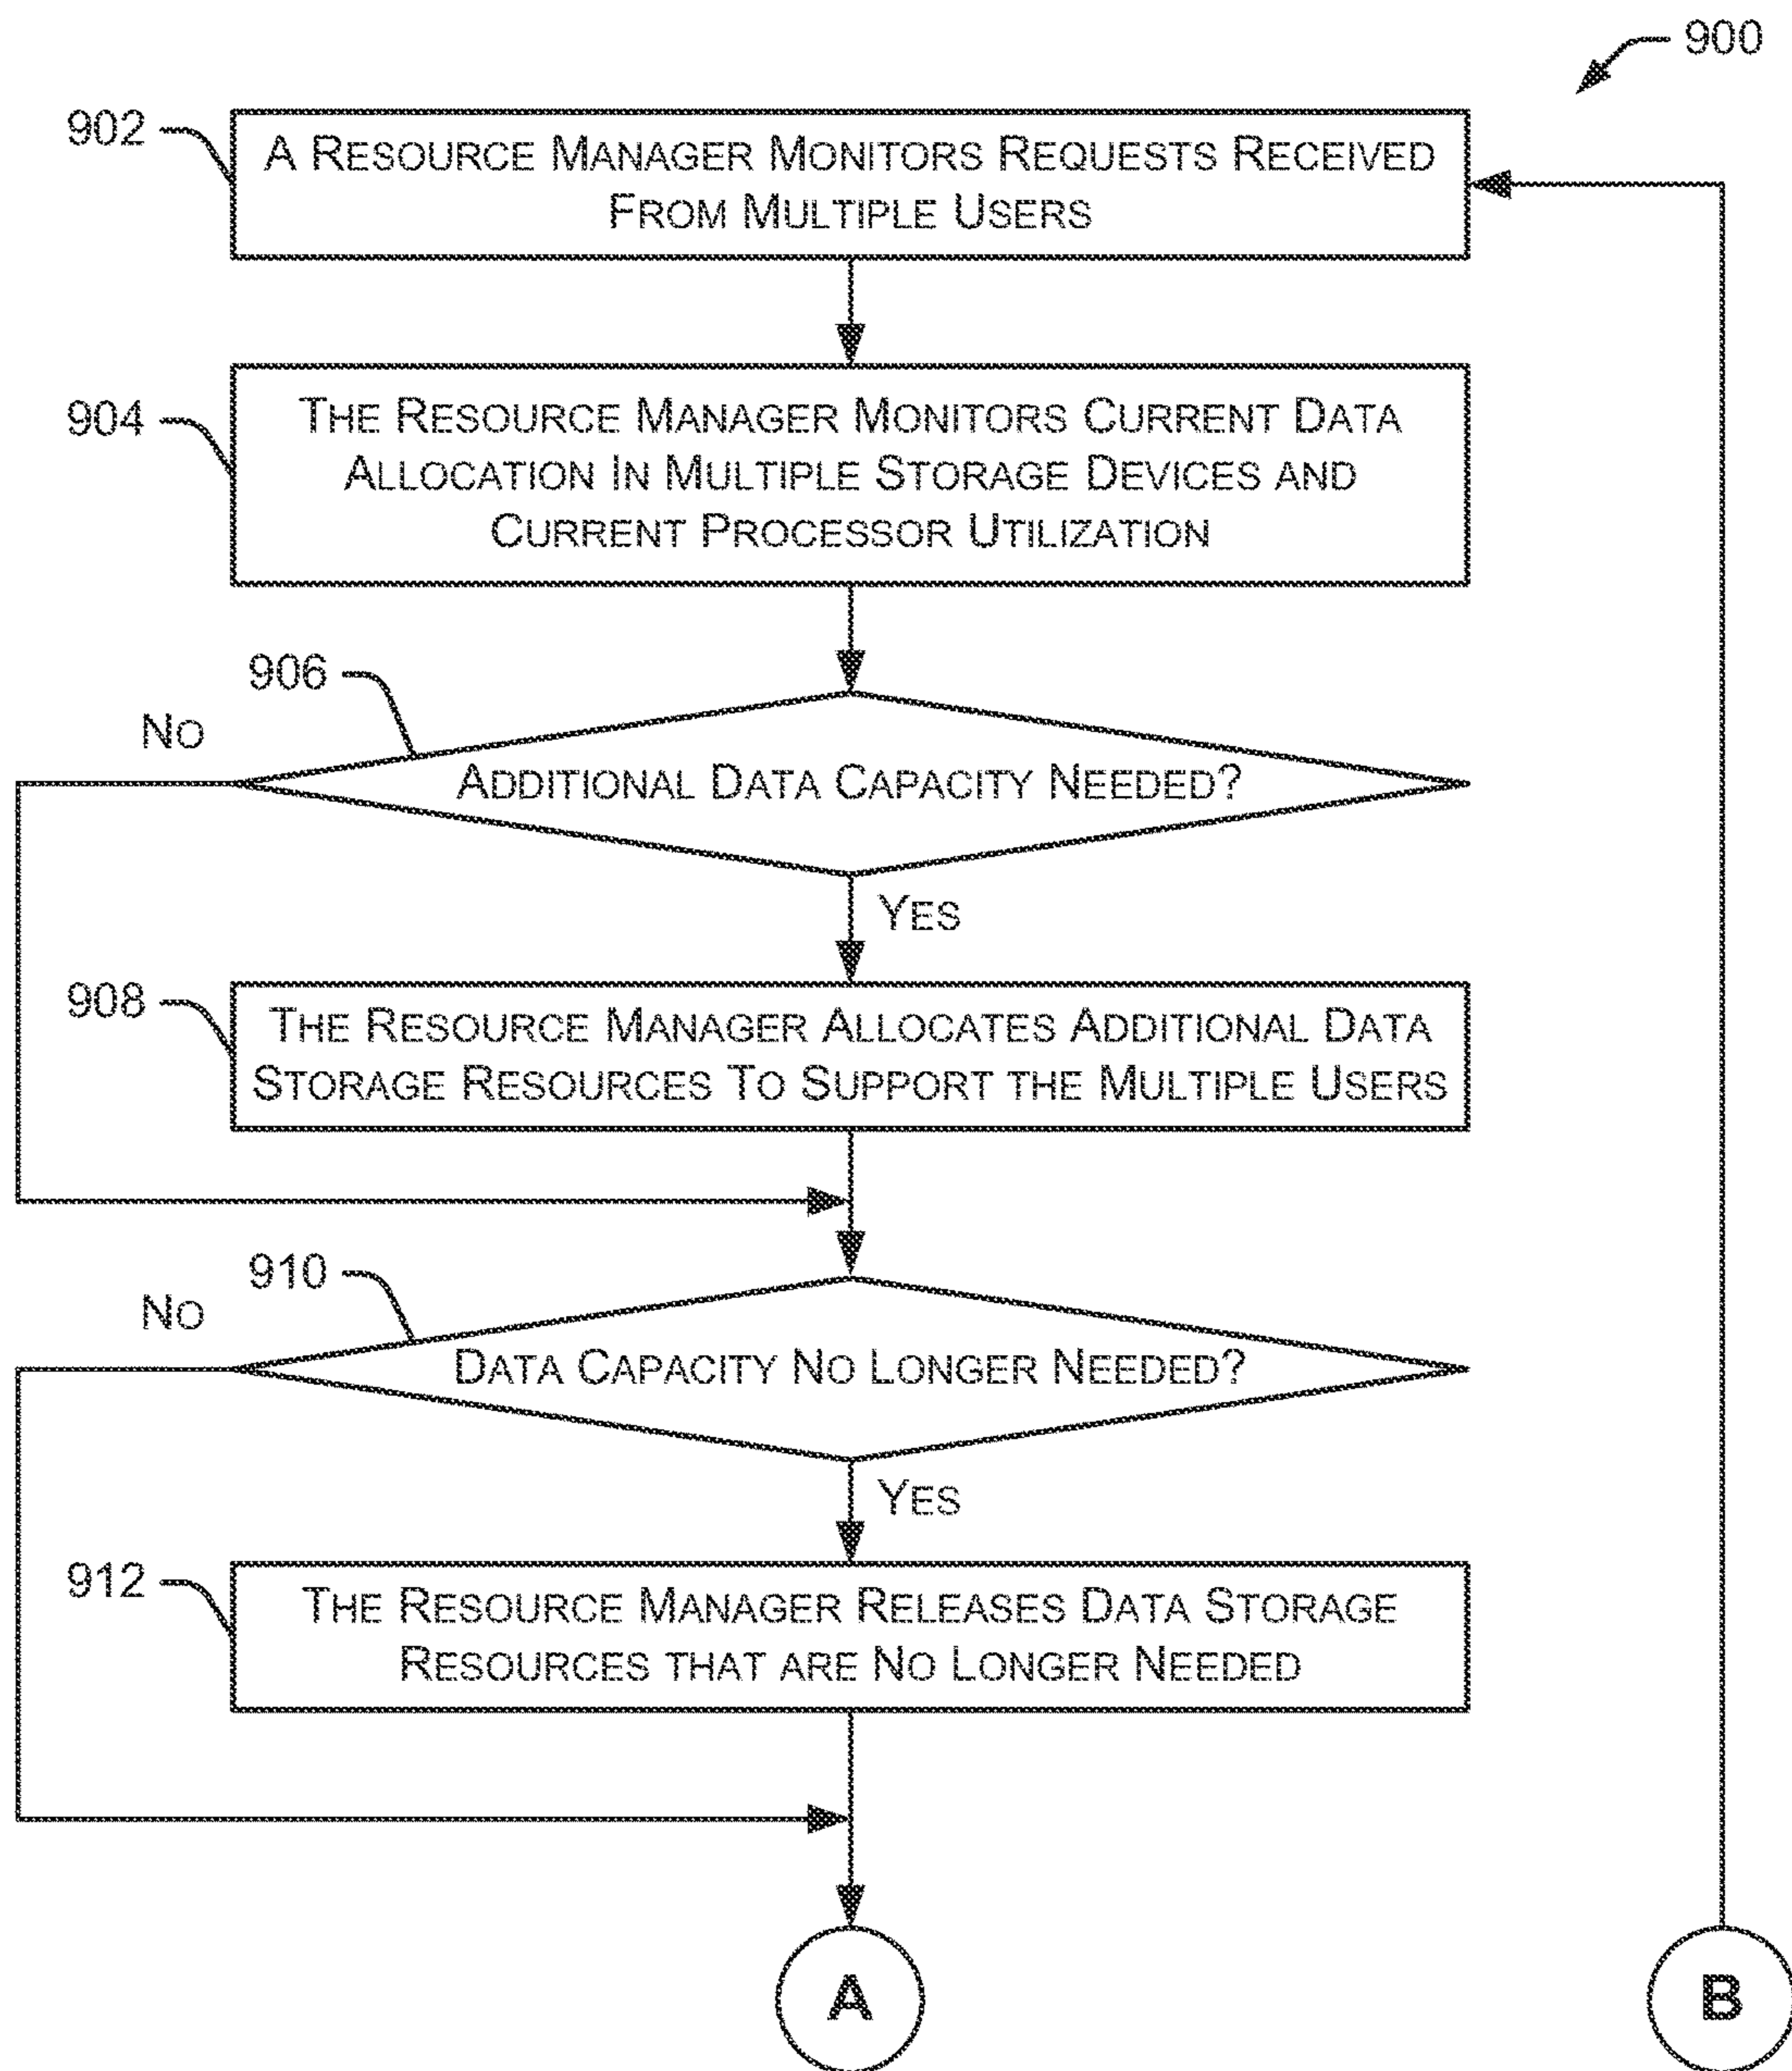 900
902
A RESOURCE MANAGER MONITORS REQUESTS RECEIVED
FROM MULTIPLE USERS
904
THE RESOURCE MANAGER MONITORS CURRENT DATA
ALLOCATION IN MULTIPLE STORAGE DEVICES AND
CURRENT PROCESSOR UTILIZATION
906
NO
ADDITIONAL DATA CAPACITY NEEDED?
YES
908
THE RESOURCE MANAGER ALLOCATES ADDITIONAL DATA
STORAGE RESOURCES TO SUPPORT THE MULTIPLE USERS
910
NO
DATA CAPACITY NO LONGER NEEDED?
YES
912
THE RESOURCE MANAGER RELEASES DATA STORAGE
RESOURCES THAT ARE NO LONGER NEEDED
A
B